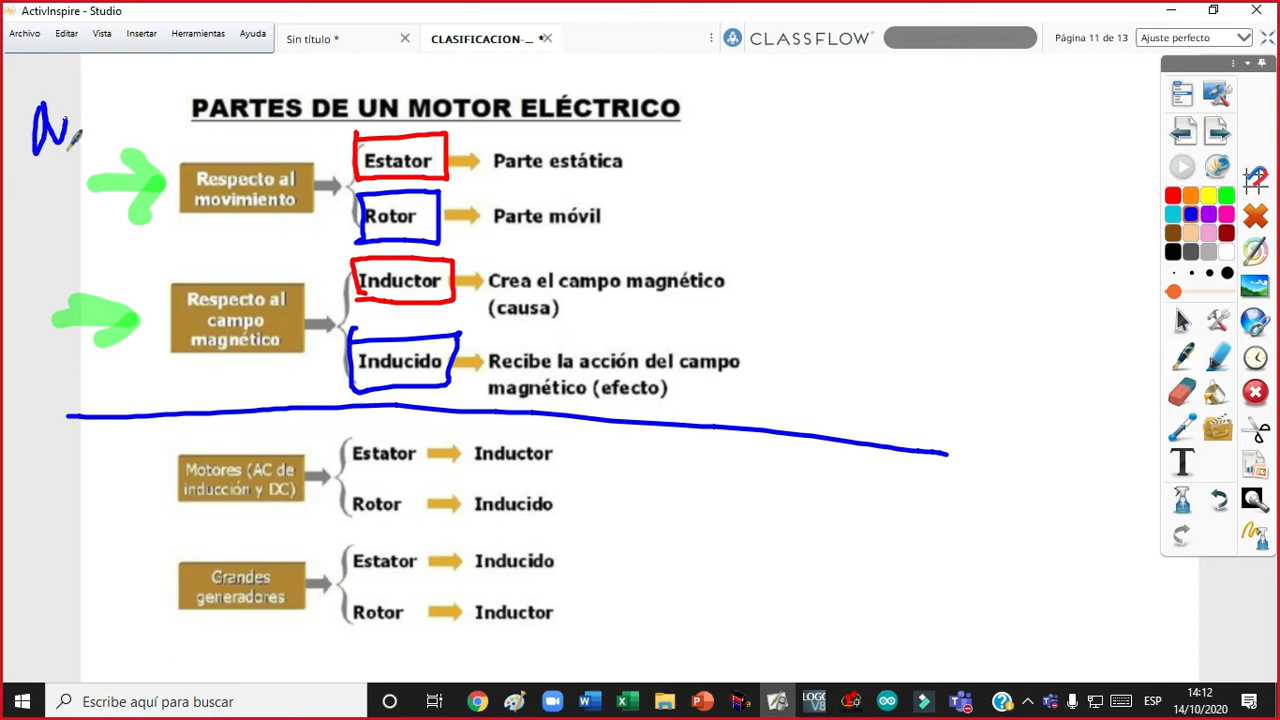 ActivInspire - Studio
Archivo Editar Vista Insertar Herramientas Ayuda
Sin título *
CLASIFICACION-... *
CLASSFLOW
Página 11 de 13
Ajuste perfecto
PARTES DE UN MOTOR ELÉCTRICO
Respecto al
movimiento
Estator
Parte estática
Rotor
Parte móvil
Respecto al
campo
magnético
Inductor
Crea el campo magnético
(causa)
Inducido
Recibe la acción del campo
magnético (efecto)
Motores (AC de
inducción y DC)
Estator
Inductor
Rotor
Inducido
Grandes
generadores
Estator
Inducido
Rotor
Inductor
Escribe aquí para buscar
ESP
14:12
14/10/2020